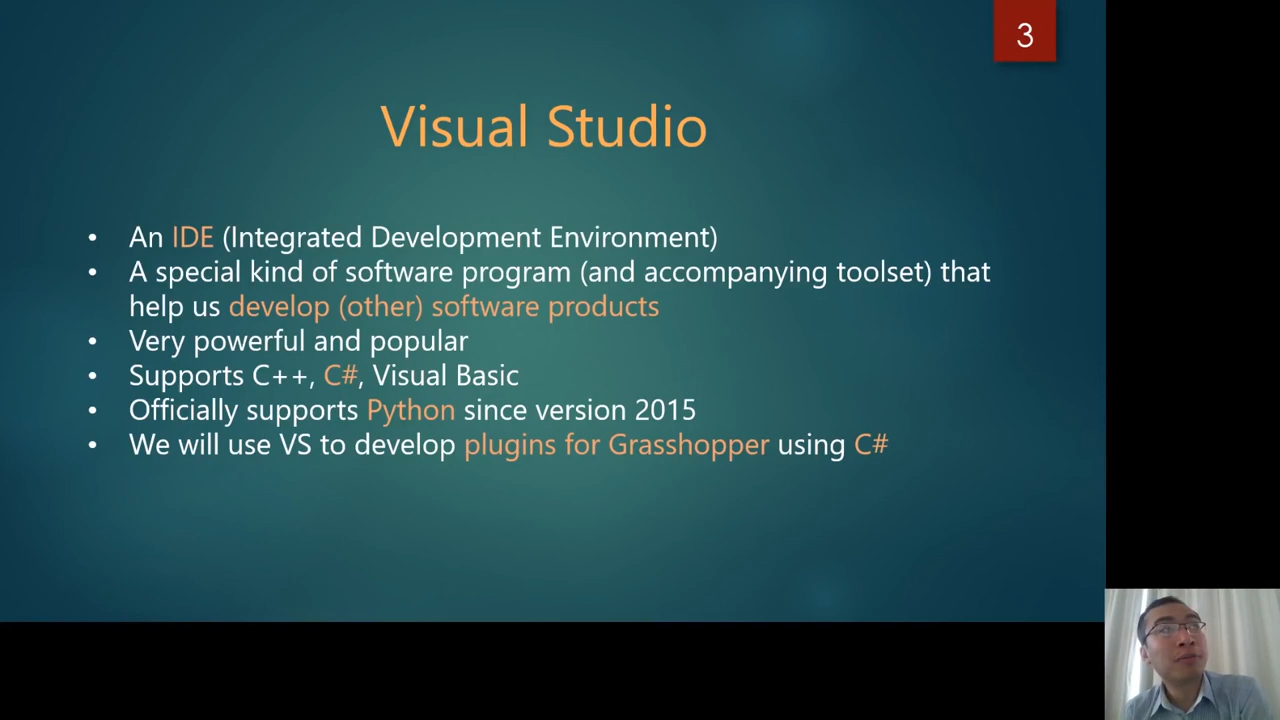 3
Visual Studio
• An IDE (Integrated Development Environment)
• A special kind of software program (and accompanying toolset) that
help us develop (other) software products
• Very powerful and popular
• Supports C++, C#, Visual Basic
• Officially supports Python since version 2015
• We will use VS to develop plugins for Grasshopper using C#